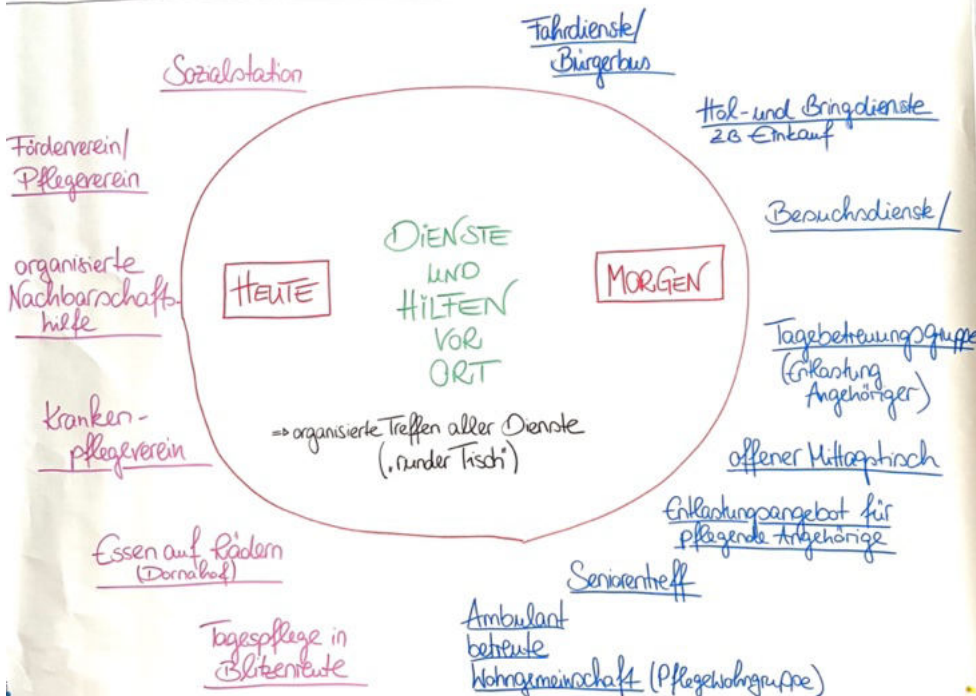 Sozialstation
Förderverein/
Pflegeverein
organisierte
Nachbarschafts-
hilfe
Kranken-
pflegeverein
Essen auf Rädern
(Dornahof)
Tagespflege in
Blitzenreute
HEUTE
DIENSTE
UND
HILFEN
VOR
ORT
⇒ organisierte Treffen aller Dienste
(„runder Tisch")
MORGEN
Fahrdienste/
Bürgerbus
Hol- und Bringdienste
zB Einkauf
Besuchsdienste/
Tagebetreuungsgruppe
(Entlastung
Angehöriger)
offener Mittagstisch
Entlastungsangebot für
pflegende Angehörige
Seniorentreff
Ambulant
betreute
Wohngemeinschaft (Pflegewohngruppe)